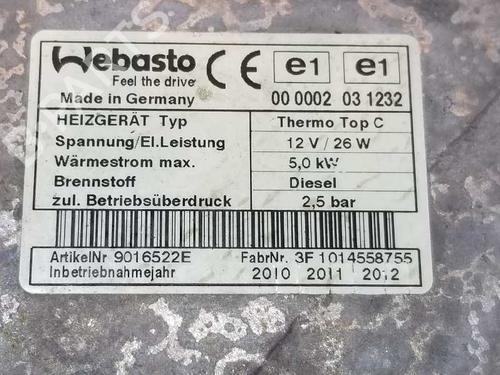 Webasto
Feel the drive
CE e1 e1
Made in Germany 00 0002 03 1232
HEIZGERÄT Typ Thermo Top C
Spannung/El.Leistung 12 V / 26 W
Wärmestrom max. 5,0 kW
Brennstoff Diesel
zul. Betriebsüberdruck 2,5 bar
ArtikelNr 9016522E FabrNr. 3F1014558755
Inbetriebnahmejahr 2010 2011 2012